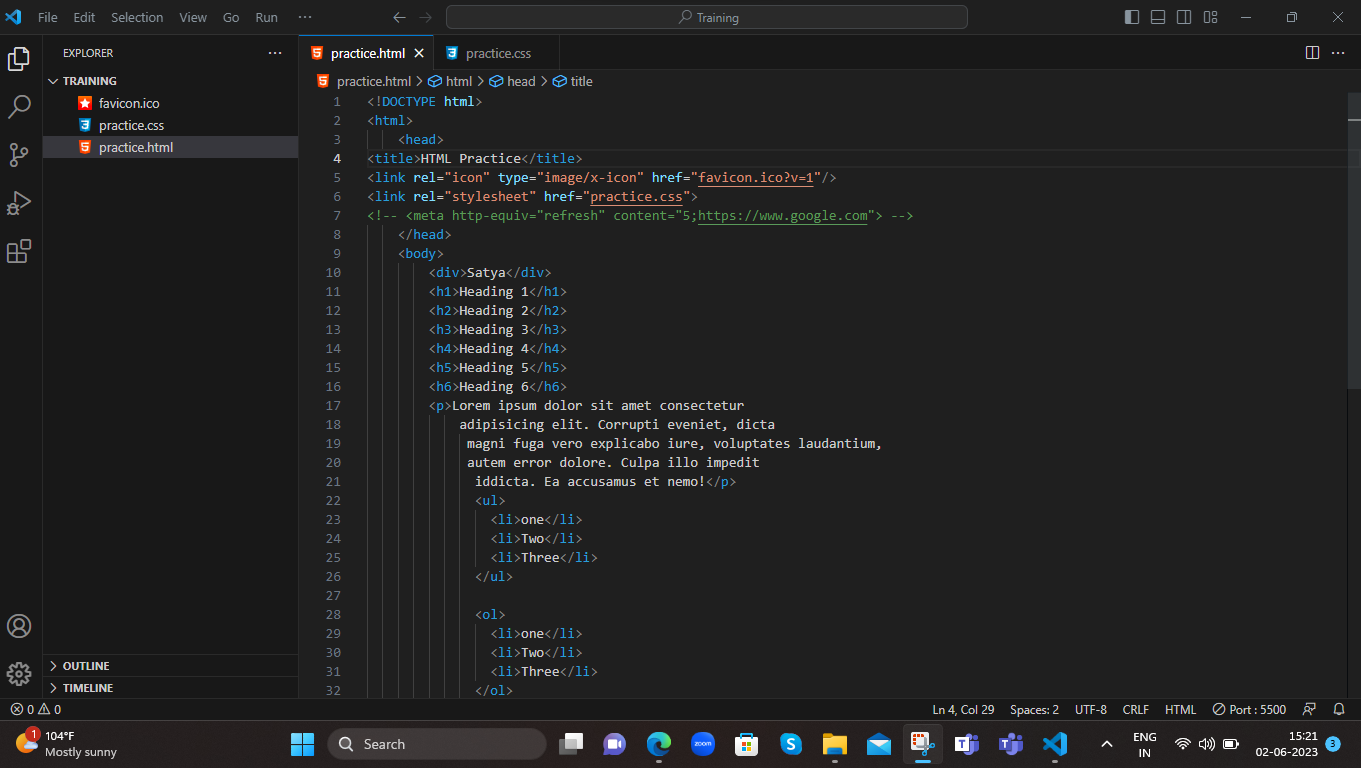 File Edit Selection View Go Run ··· Training
EXPLORER ···
TRAINING
favicon.ico
practice.css
practice.html
OUTLINE
TIMELINE
practice.html practice.css
practice.html > html > head > title
1 <!DOCTYPE html>
2 <html>
3 <head>
4 <title>HTML Practice</title>
5 <link rel="icon" type="image/x-icon" href="favicon.ico?v=1"/>
6 <link rel="stylesheet" href="practice.css">
7 <!-- <meta http-equiv="refresh" content="5;https://www.google.com"> -->
8 </head>
9 <body>
10 <div>Satya</div>
11 <h1>Heading 1</h1>
12 <h2>Heading 2</h2>
13 <h3>Heading 3</h3>
14 <h4>Heading 4</h4>
15 <h5>Heading 5</h5>
16 <h6>Heading 6</h6>
17 <p>Lorem ipsum dolor sit amet consectetur
18 adipisicing elit. Corrupti eveniet, dicta
19 magni fuga vero explicabo iure, voluptates laudantium,
20 autem error dolore. Culpa illo impedit
21 iddicta. Ea accusamus et nemo!</p>
22 <ul>
23 <li>one</li>
24 <li>Two</li>
25 <li>Three</li>
26 </ul>
27
28 <ol>
29 <li>one</li>
30 <li>Two</li>
31 <li>Three</li>
32 </ol>
0 0 Ln 4, Col 29 Spaces: 2 UTF-8 CRLF HTML Port : 5500
1 104°F
Mostly sunny
Search
zoom
ENG
IN
15:21
02-06-2023 3